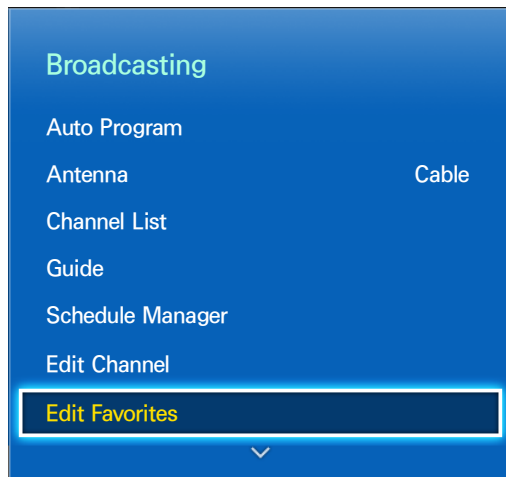 Broadcasting
Auto Program
Antenna Cable
Channel List
Guide
Schedule Manager
Edit Channel
Edit Favorites